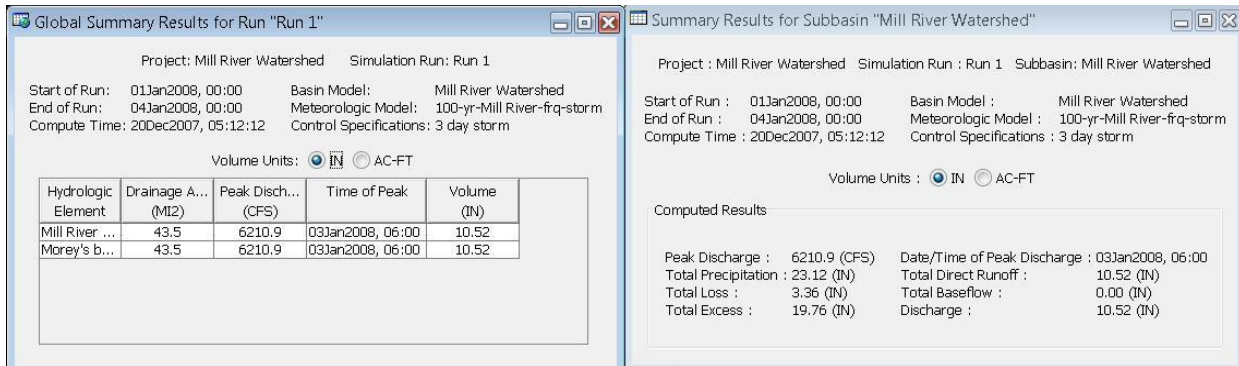 Global Summary Results for Run "Run 1"
Project: Mill River Watershed Simulation Run: Run 1
Start of Run: 01Jan2008, 00:00 Basin Model: Mill River Watershed
End of Run: 04Jan2008, 00:00 Meteorologic Model: 100-yr-Mill River-frq-storm
Compute Time: 20Dec2007, 05:12:12 Control Specifications: 3 day storm
Volume Units: IN AC-FT
Hydrologic Element Drainage A... (MI2) Peak Disch... (CFS) Time of Peak Volume (IN)
Mill River ... 43.5 6210.9 03Jan2008, 06:00 10.52
Morey's b... 43.5 6210.9 03Jan2008, 06:00 10.52
Summary Results for Subbasin "Mill River Watershed"
Project : Mill River Watershed Simulation Run : Run 1 Subbasin: Mill River Watershed
Start of Run : 01Jan2008, 00:00 Basin Model : Mill River Watershed
End of Run : 04Jan2008, 00:00 Meteorologic Model : 100-yr-Mill River-frq-storm
Compute Time : 20Dec2007, 05:12:12 Control Specifications : 3 day storm
Volume Units : IN AC-FT
Computed Results
Peak Discharge : 6210.9 (CFS) Date/Time of Peak Discharge : 03Jan2008, 06:00
Total Precipitation : 23.12 (IN) Total Direct Runoff : 10.52 (IN)
Total Loss : 3.36 (IN) Total Baseflow : 0.00 (IN)
Total Excess : 19.76 (IN) Discharge : 10.52 (IN)